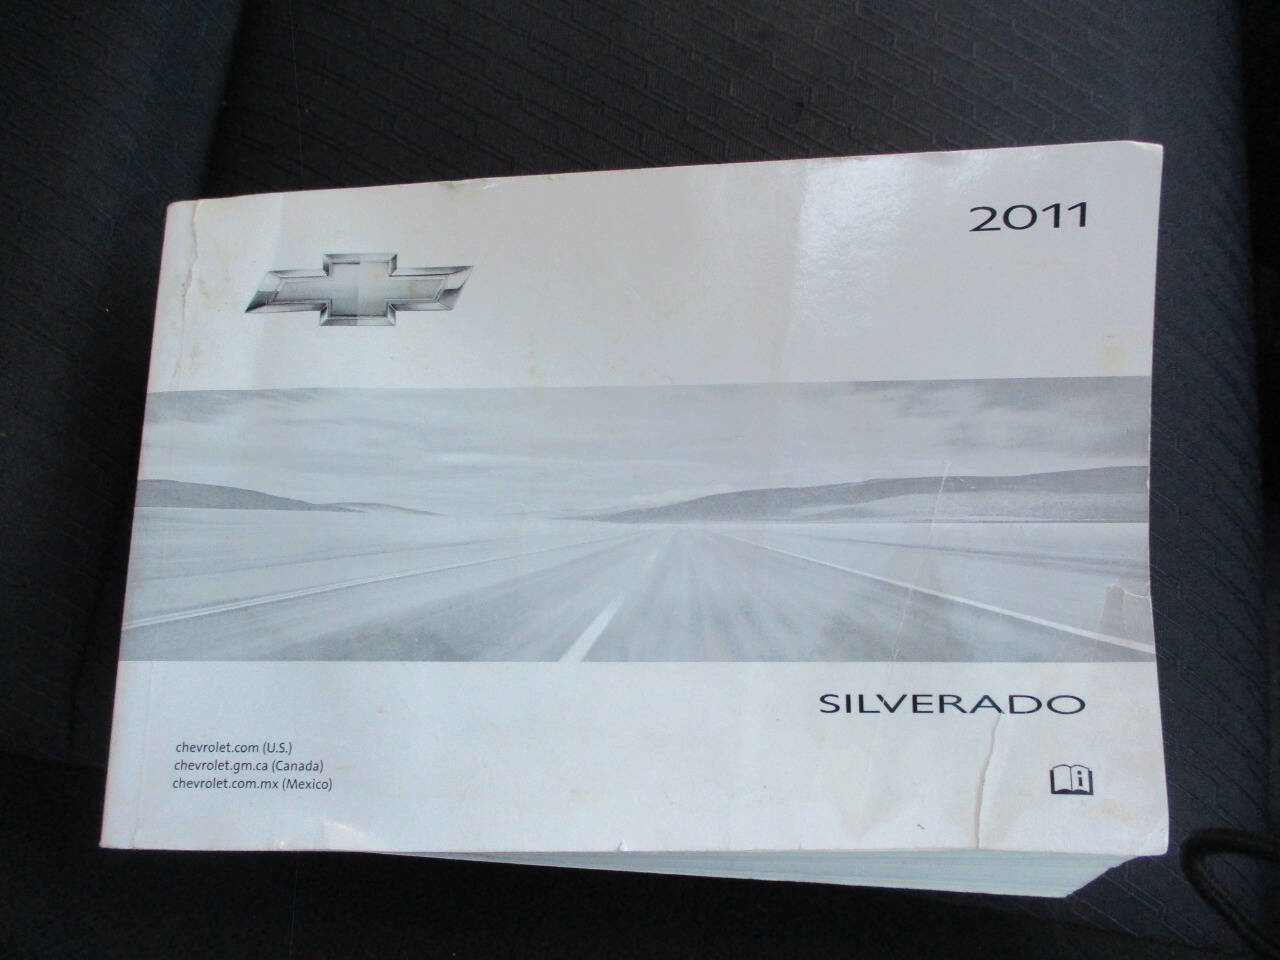 2011
SILVERADO
chevrolet.com (U.S.)
chevrolet.gm.ca (Canada)
chevrolet.com.mx (Mexico)
i